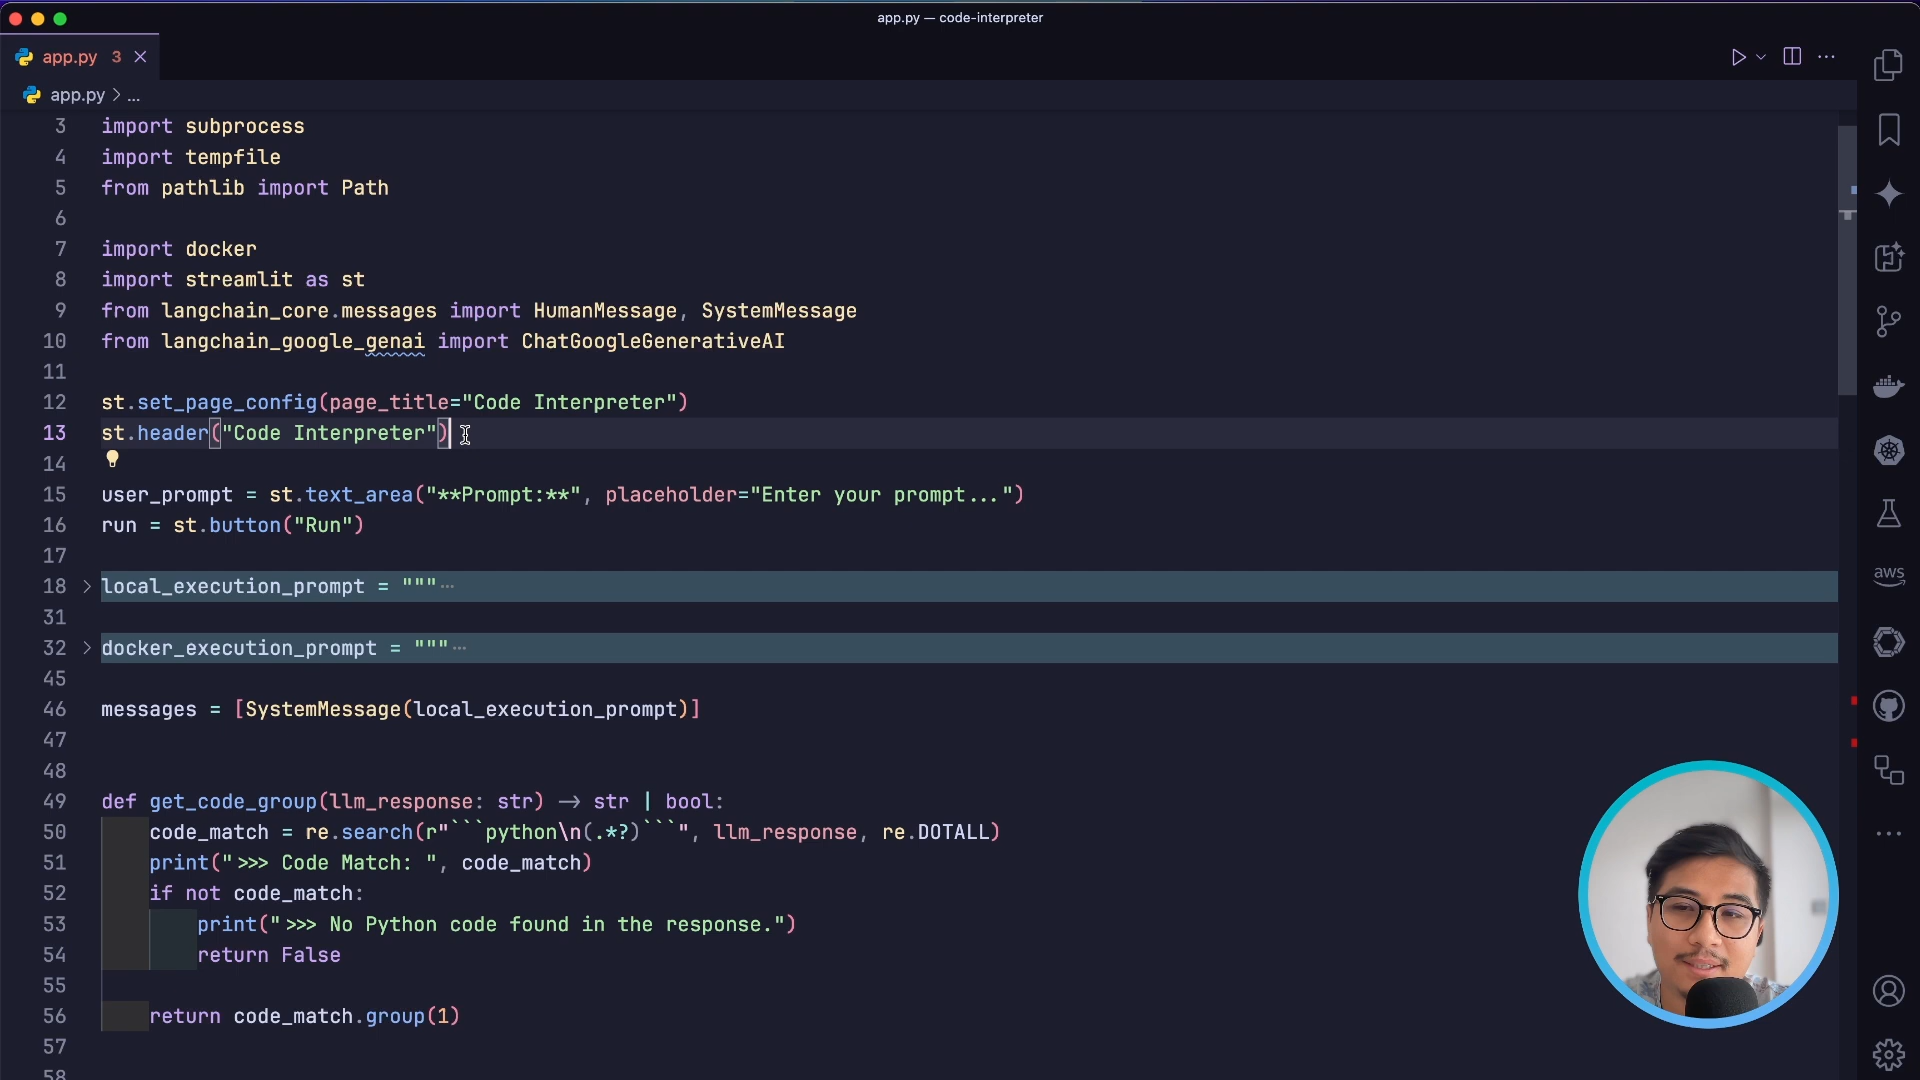 app.py — code-interpreter
app.py 3
app.py > ...
3 import subprocess
4 import tempfile
5 from pathlib import Path
6
7 import docker
8 import streamlit as st
9 from langchain_core.messages import HumanMessage, SystemMessage
10 from langchain_google_genai import ChatGoogleGenerativeAI
11
12 st.set_page_config(page_title="Code Interpreter")
13 st.header("Code Interpreter")
14
15 user_prompt = st.text_area("**Prompt:**", placeholder="Enter your prompt...")
16 run = st.button("Run")
17
18 local_execution_prompt = """...
31
32 docker_execution_prompt = """...
45
46 messages = [SystemMessage(local_execution_prompt)]
47
48
49 def get_code_group(llm_response: str) -> str | bool:
50 code_match = re.search(r"```python\n(.*?)```", llm_response, re.DOTALL)
51 print(">>> Code Match: ", code_match)
52 if not code_match:
53 print(">>> No Python code found in the response.")
54 return False
55
56 return code_match.group(1)
57
58
aws